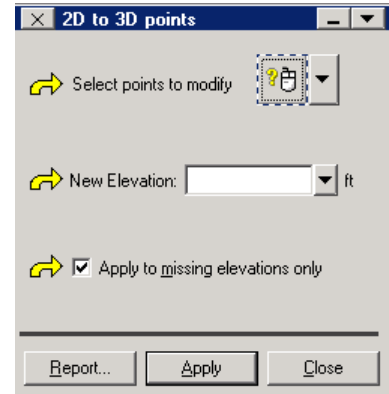 2D to 3D points
Select points to modify
New Elevation: ft
Apply to missing elevations only
Report... Apply Close